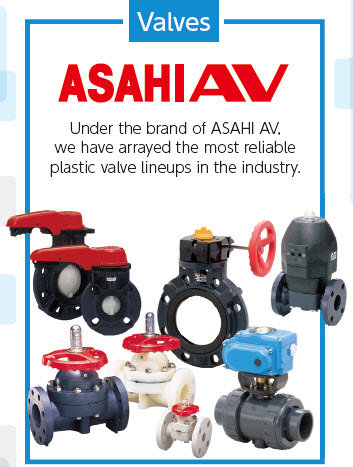 Valves
ASAHI AV
Under the brand of ASAHI AV,
we have arrayed the most reliable
plastic valve lineups in the industry.